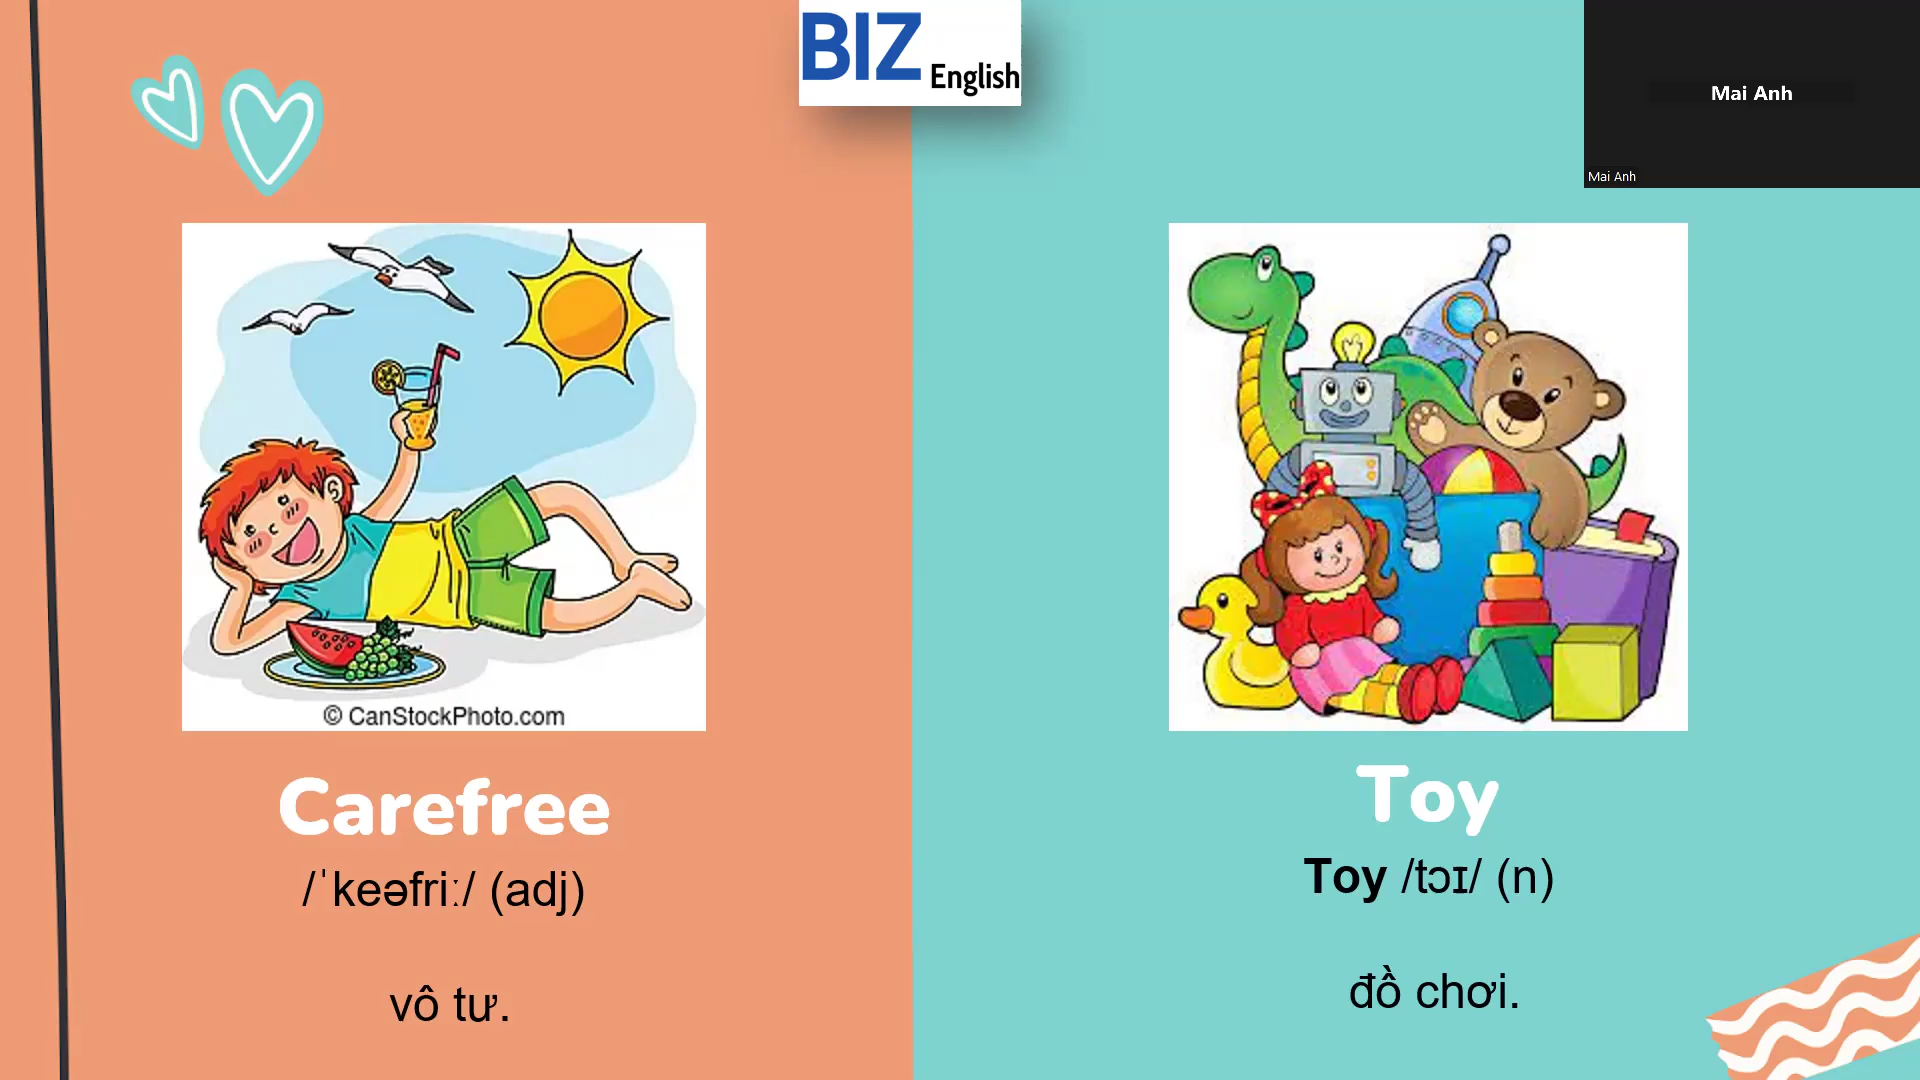 BIZ English
Mai Anh
Mai Anh
© CanStockPhoto.com
Carefree
/ˈkeəfriː/ (adj)
vô tư.
Toy
Toy /tɔɪ/ (n)
đồ chơi.